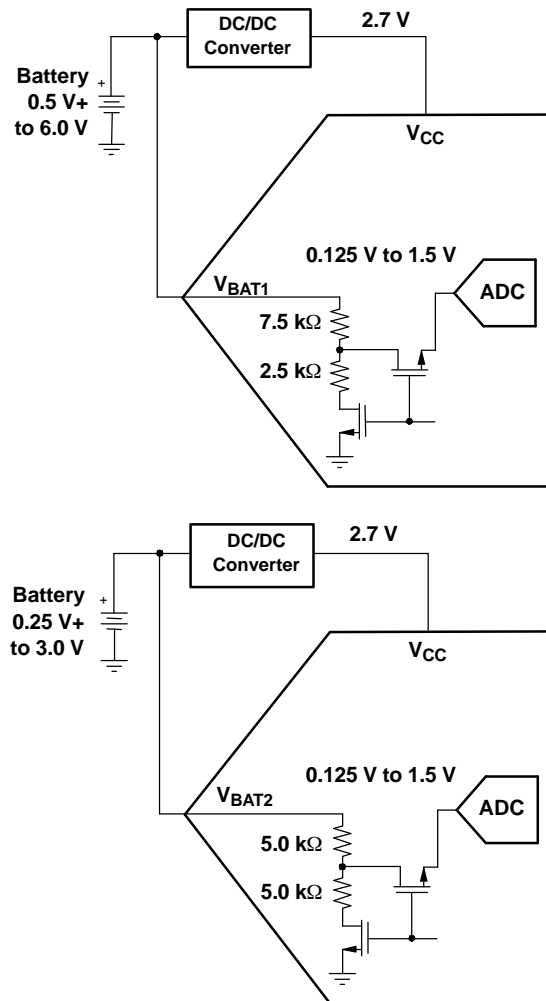 DC/DC
Converter
2.7 V
Battery
0.5 V+
to 6.0 V
+
VCC
0.125 V to 1.5 V
VBAT1
ADC
7.5 kΩ
2.5 kΩ
DC/DC
Converter
2.7 V
Battery
0.25 V+
to 3.0 V
+
VCC
0.125 V to 1.5 V
VBAT2
ADC
5.0 kΩ
5.0 kΩ